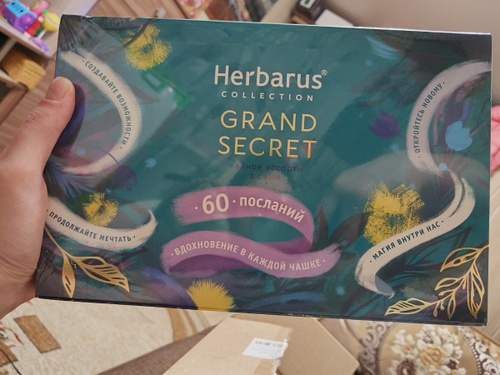 Herbarus®
COLLECTION
GRAND
SECRET
60 · посланий
· ВДОХНОВЕНИЕ В КАЖДОЙ ЧАШКЕ ·
· СОЗДАВАЙТЕ ВОЗМОЖНОСТИ ·
· ПРОДОЛЖАЙТЕ МЕЧТАТЬ ·
· ОТКРОЙТЕСЬ НОВОМУ ·
· МАГИЯ ВНУТРИ НАС ·